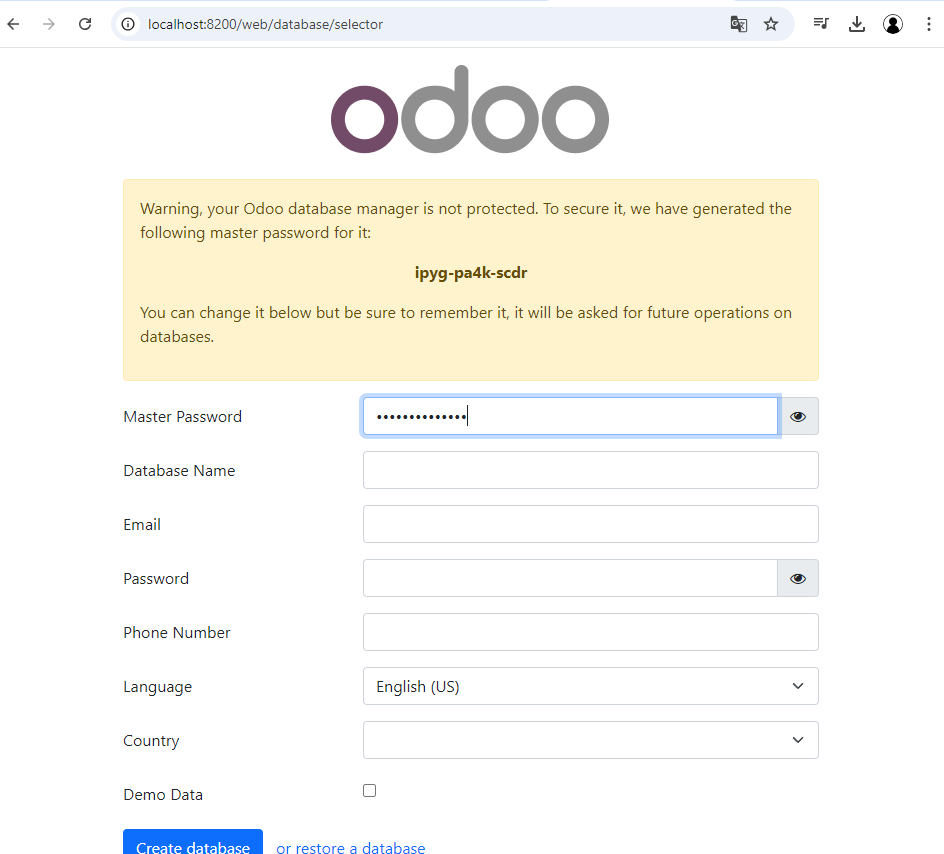 localhost:8200/web/database/selector
odoo
Warning, your Odoo database manager is not protected. To secure it, we have generated the
following master password for it:
ipyg-pa4k-scdr
You can change it below but be sure to remember it, it will be asked for future operations on
databases.
Master Password ••••••••••••••
Database Name
Email
Password
Phone Number
Language English (US)
Country
Demo Data
Create database or restore a database